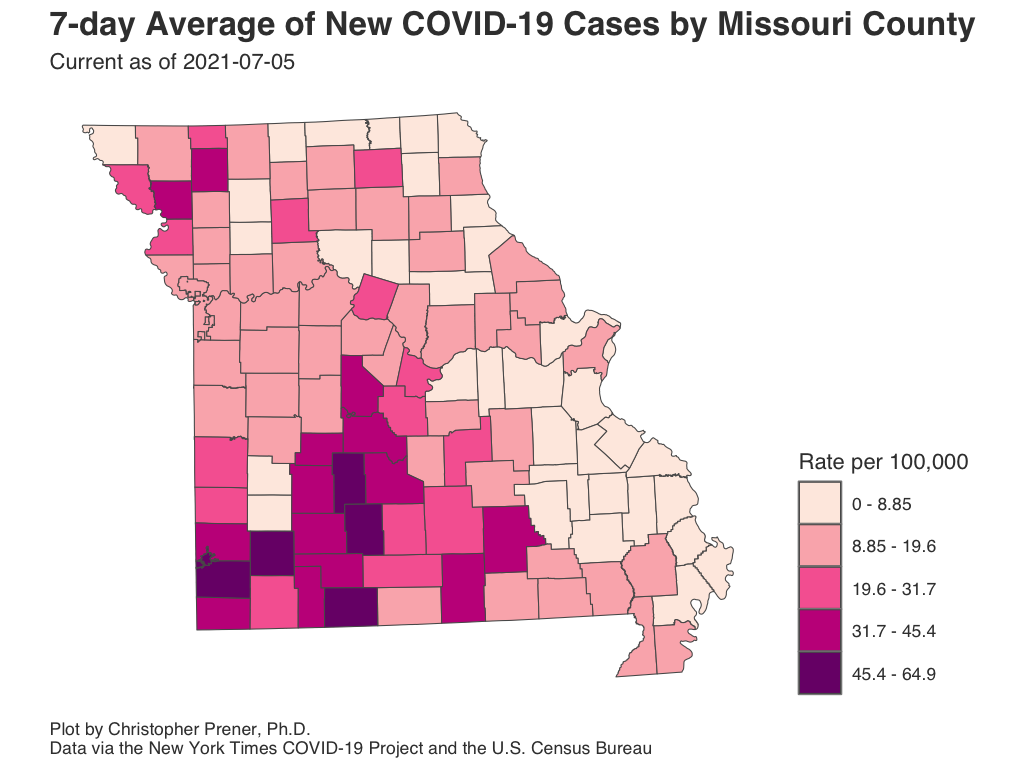 7-day Average of New COVID-19 Cases by Missouri County
Current as of 2021-07-05
Rate per 100,000
0 - 8.85
8.85 - 19.6
19.6 - 31.7
31.7 - 45.4
45.4 - 64.9
Plot by Christopher Prener, Ph.D.
Data via the New York Times COVID-19 Project and the U.S. Census Bureau